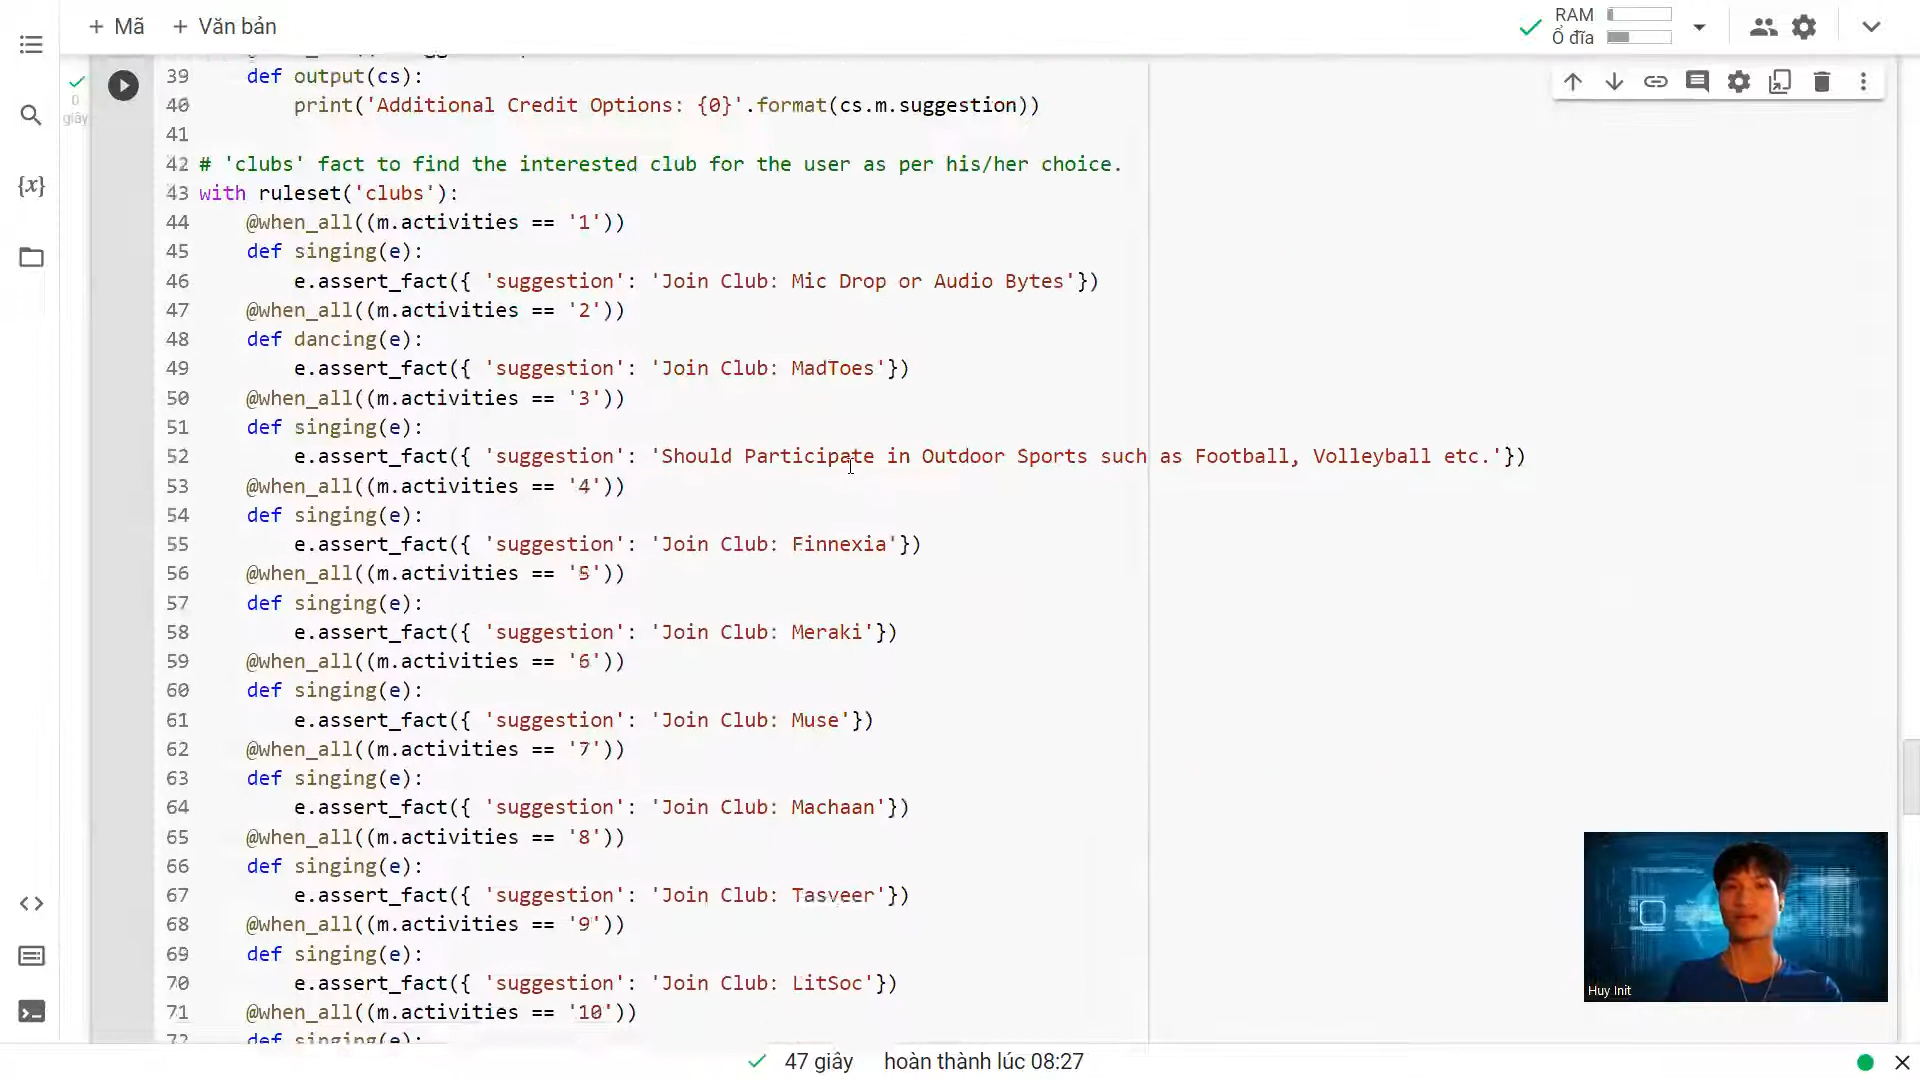 + Mã + Văn bản
RAM
Ổ đĩa
0
giây
39 def output(cs):
40 print('Additional Credit Options: {0}'.format(cs.m.suggestion))
41
42 # 'clubs' fact to find the interested club for the user as per his/her choice.
43 with ruleset('clubs'):
44 @when_all((m.activities == '1'))
45 def singing(e):
46 e.assert_fact({ 'suggestion': 'Join Club: Mic Drop or Audio Bytes'})
47 @when_all((m.activities == '2'))
48 def dancing(e):
49 e.assert_fact({ 'suggestion': 'Join Club: MadToes'})
50 @when_all((m.activities == '3'))
51 def singing(e):
52 e.assert_fact({ 'suggestion': 'Should Participate in Outdoor Sports such as Football, Volleyball etc.'})
53 @when_all((m.activities == '4'))
54 def singing(e):
55 e.assert_fact({ 'suggestion': 'Join Club: Finnexia'})
56 @when_all((m.activities == '5'))
57 def singing(e):
58 e.assert_fact({ 'suggestion': 'Join Club: Meraki'})
59 @when_all((m.activities == '6'))
60 def singing(e):
61 e.assert_fact({ 'suggestion': 'Join Club: Muse'})
62 @when_all((m.activities == '7'))
63 def singing(e):
64 e.assert_fact({ 'suggestion': 'Join Club: Machaan'})
65 @when_all((m.activities == '8'))
66 def singing(e):
67 e.assert_fact({ 'suggestion': 'Join Club: Tasveer'})
68 @when_all((m.activities == '9'))
69 def singing(e):
70 e.assert_fact({ 'suggestion': 'Join Club: LitSoc'})
71 @when_all((m.activities == '10'))
72 def singing(e):
Huy Init
47 giây hoàn thành lúc 08:27